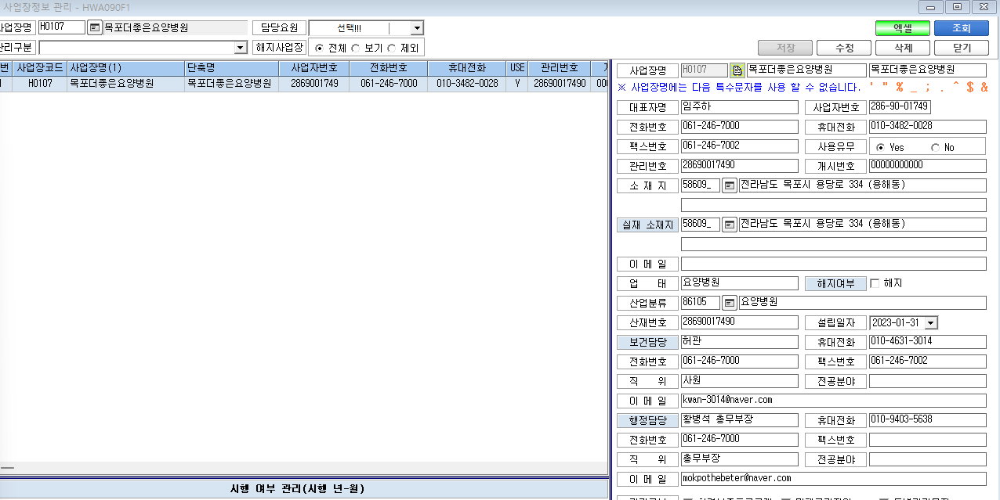 사업장정보 관리 - HWA090F1
사업장명 H0107 목포더좋은요양병원 담당요원 선택!!! 엑셀 조회
관리구분 해지사업장 전체 보기 제외 저장 수정 삭제 닫기
번 사업장코드 사업장명(1) 단축명 사업자번호 전화번호 휴대전화 USE 관리번호
H0107 목포더좋은요양병원 목포더좋은요양병원 2869001749 061-246-7000 010-3482-0028 Y 28690017490 000
사업장명 H0107 목포더좋은요양병원 목포더좋은요양병원
※ 사업장명에는 다음 특수문자를 사용 할 수 없습니다. ' " % _ ; . ^ $ &
대표자명 임주하 사업자번호 286-90-01749
전화번호 061-246-7000 휴대전화 010-3482-0028
팩스번호 061-246-7002 사용유무 Yes No
관리번호 28690017490 개시번호 00000000000
소 재 지 58609_ 전라남도 목포시 용당로 334 (용해동)
실재 소재지 58609_ 전라남도 목포시 용당로 334 (용해동)
이 메 일
업 태 요양병원 해지여부 해지
산업분류 86105 요양병원
산재번호 28690017490 설립일자 2023-01-31
보건담당 허관 휴대전화 010-4631-3014
전화번호 061-246-7000 팩스번호 061-246-7002
직 위 사원 전공분야
이 메 일 kwan-3014@naver.com
행정담당 황병석 총무부장 휴대전화 010-9403-5638
전화번호 061-246-7000 팩스번호
직 위 총무부장 전공분야
이 메 일 mokpothebeter@naver.com
시행 여부 관리(시행 년-월)